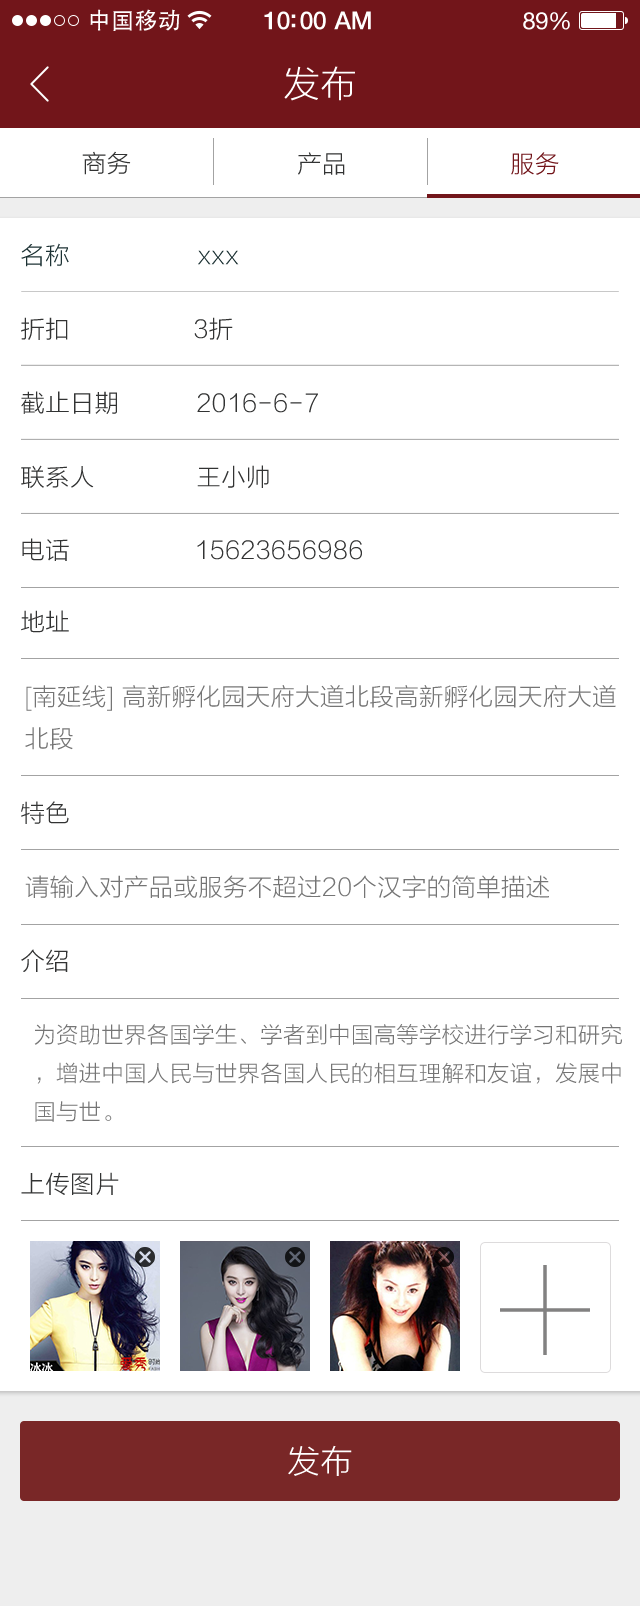 中国移动 10:00 AM 89%
发布
商务 产品 服务
名称 xxx
折扣 3折
截止日期 2016-6-7
联系人 王小帅
电话 15623656986
地址
[南延线] 高新孵化园天府大道北段高新孵化园天府大道
北段
特色
请输入对产品或服务不超过20个汉字的简单描述
介绍
为资助世界各国学生、学者到中国高等学校进行学习和研究
，增进中国人民与世界各国人民的相互理解和友谊，发展中
国与世。
上传图片
冰冰
发布